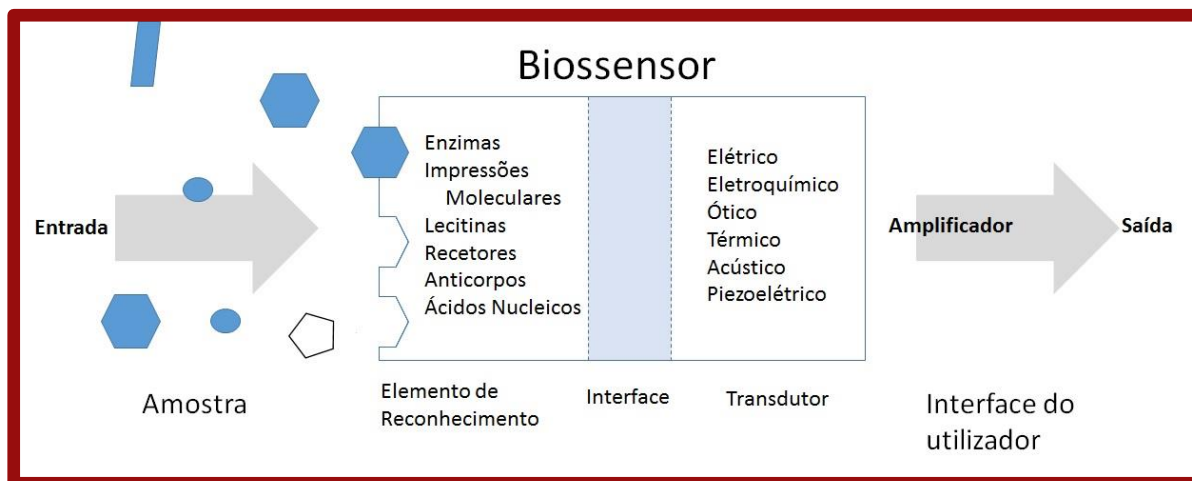 Biossensor
Entrada
Enzimas
Impressões
Moleculares
Lecitinas
Recetores
Anticorpos
Ácidos Nucleicos
Elétrico
Eletroquímico
Ótico
Térmico
Acústico
Piezoelétrico
Amplificador
Saída
Amostra
Elemento de
Reconhecimento
Interface
Transdutor
Interface do
utilizador